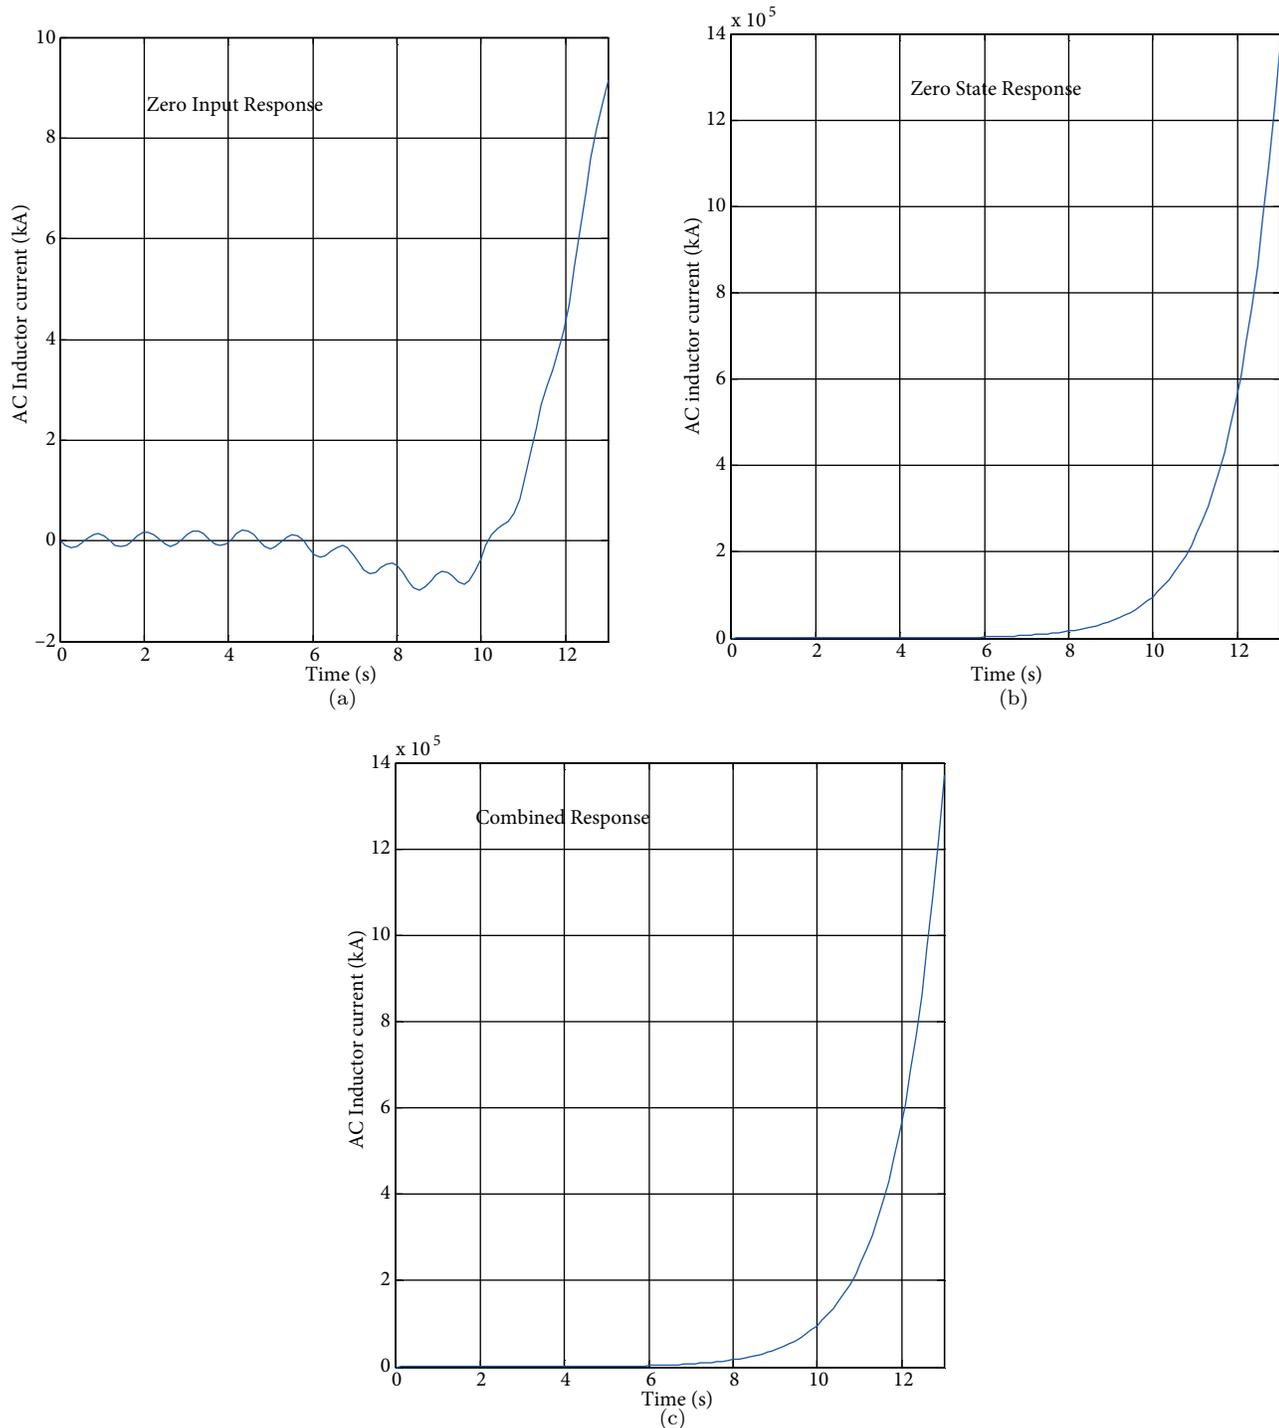 10
8
6
4
2
0
−2
Zero Input Response
AC Inductor current (kA)
0 2 4 6 8 10 12
Time (s)
(a)
x 10 5
14
12
10
8
6
4
2
0
Zero State Response
AC inductor current (kA)
0 2 4 6 8 10 12
Time (s)
(b)
x 10 5
14
12
10
8
6
4
2
0
Combined Response
AC Inductor current (kA)
0 2 4 6 8 10 12
Time (s)
(c)